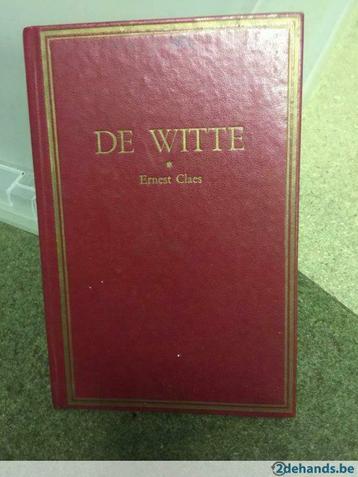 DE WITTE
*
Ernest Claes
2dehands.be